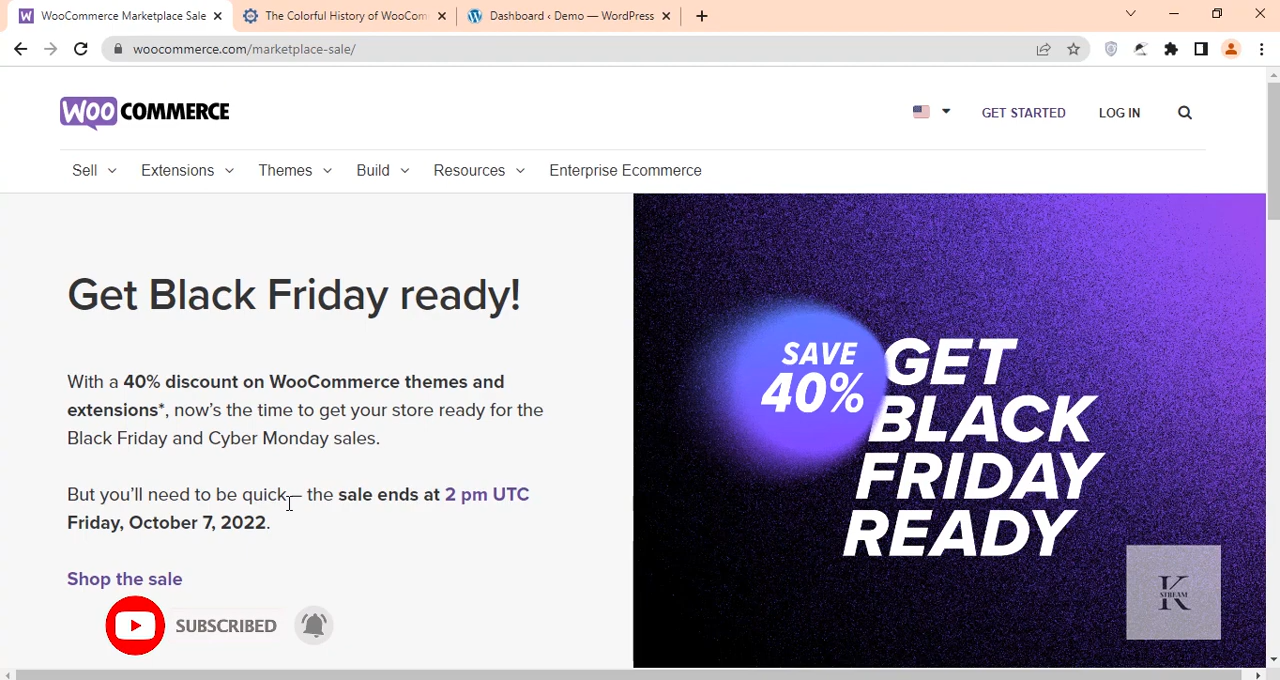 WooCommerce Marketplace Sale
The Colorful History of WooCom
Dashboard ‹ Demo — WordPress
woocommerce.com/marketplace-sale/
WOO COMMERCE
GET STARTED
LOG IN
Sell
Extensions
Themes
Build
Resources
Enterprise Ecommerce
Get Black Friday ready!
With a 40% discount on WooCommerce themes and
extensions*, now’s the time to get your store ready for the
Black Friday and Cyber Monday sales.
But you’ll need to be quick— the sale ends at 2 pm UTC
Friday, October 7, 2022.
Shop the sale
SUBSCRIBED
SAVE
40%
GET
BLACK
FRIDAY
READY
K
STREAM